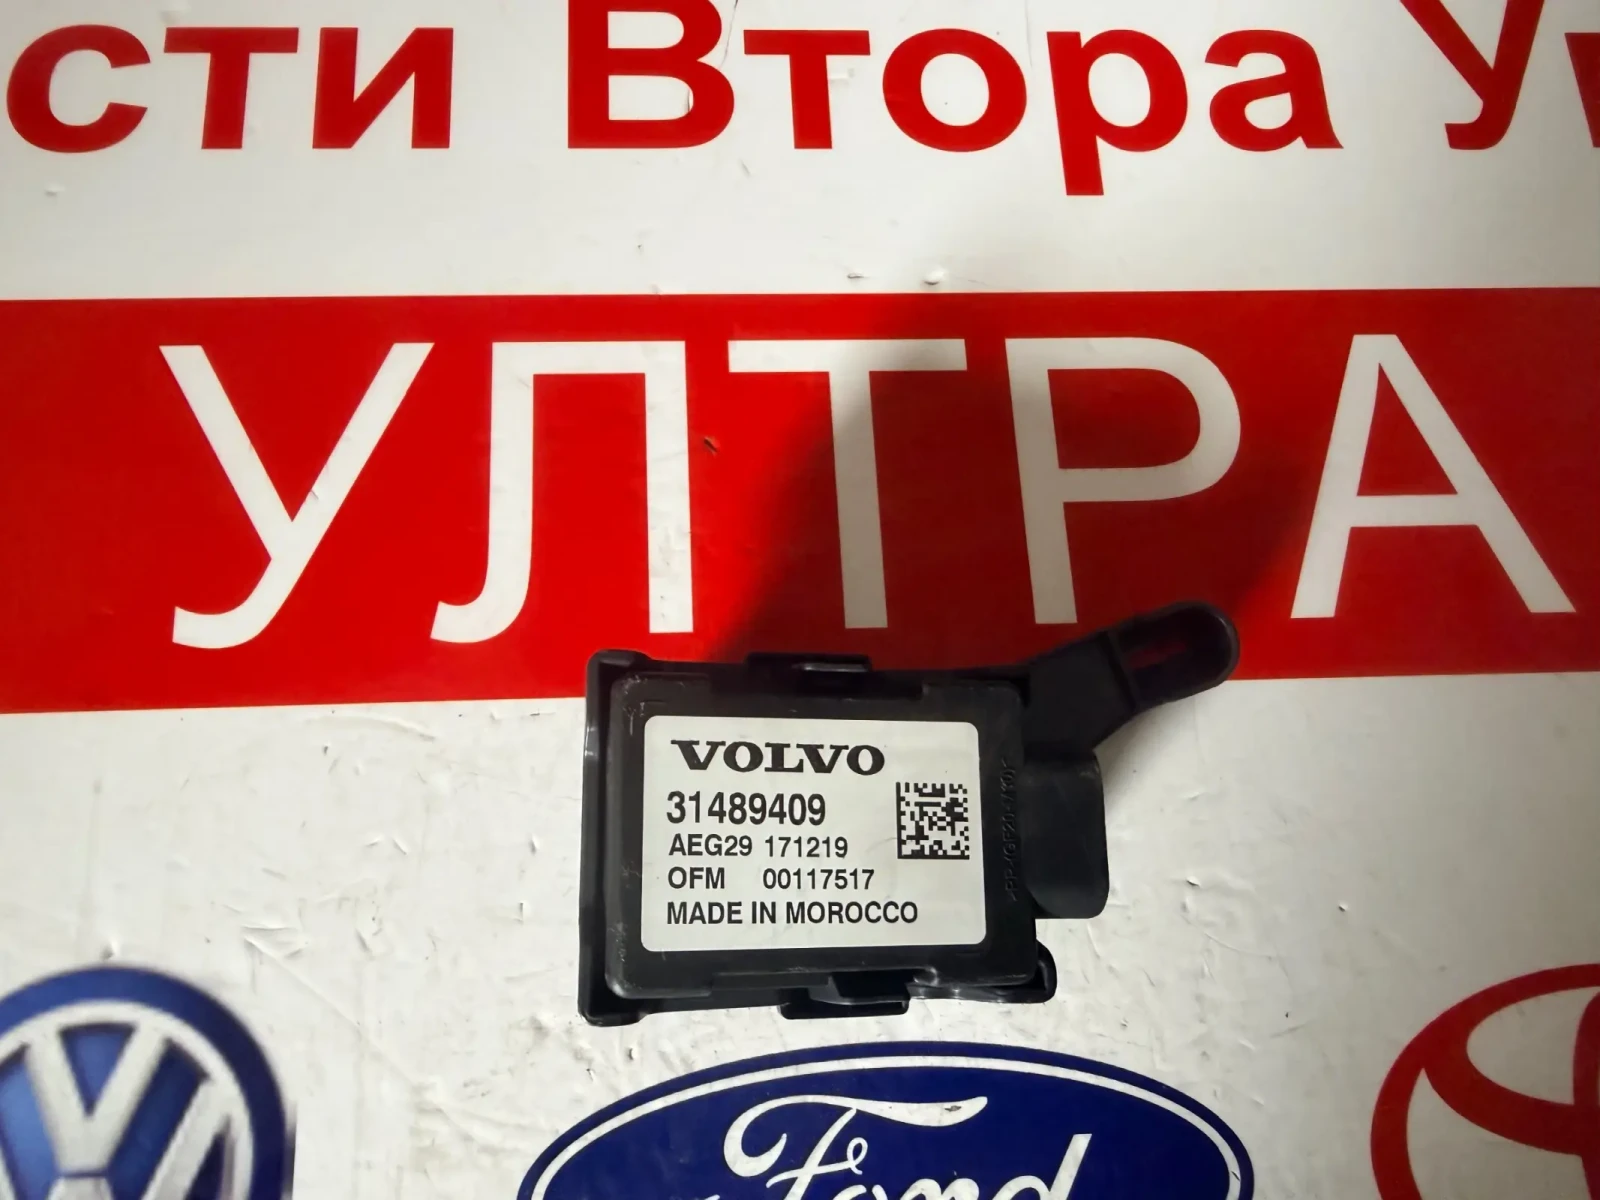 сти Втора У
УЛТРА
VOLVO
31489409
AEG29 171219
OFM 00117517
MADE IN MOROCCO
Ford